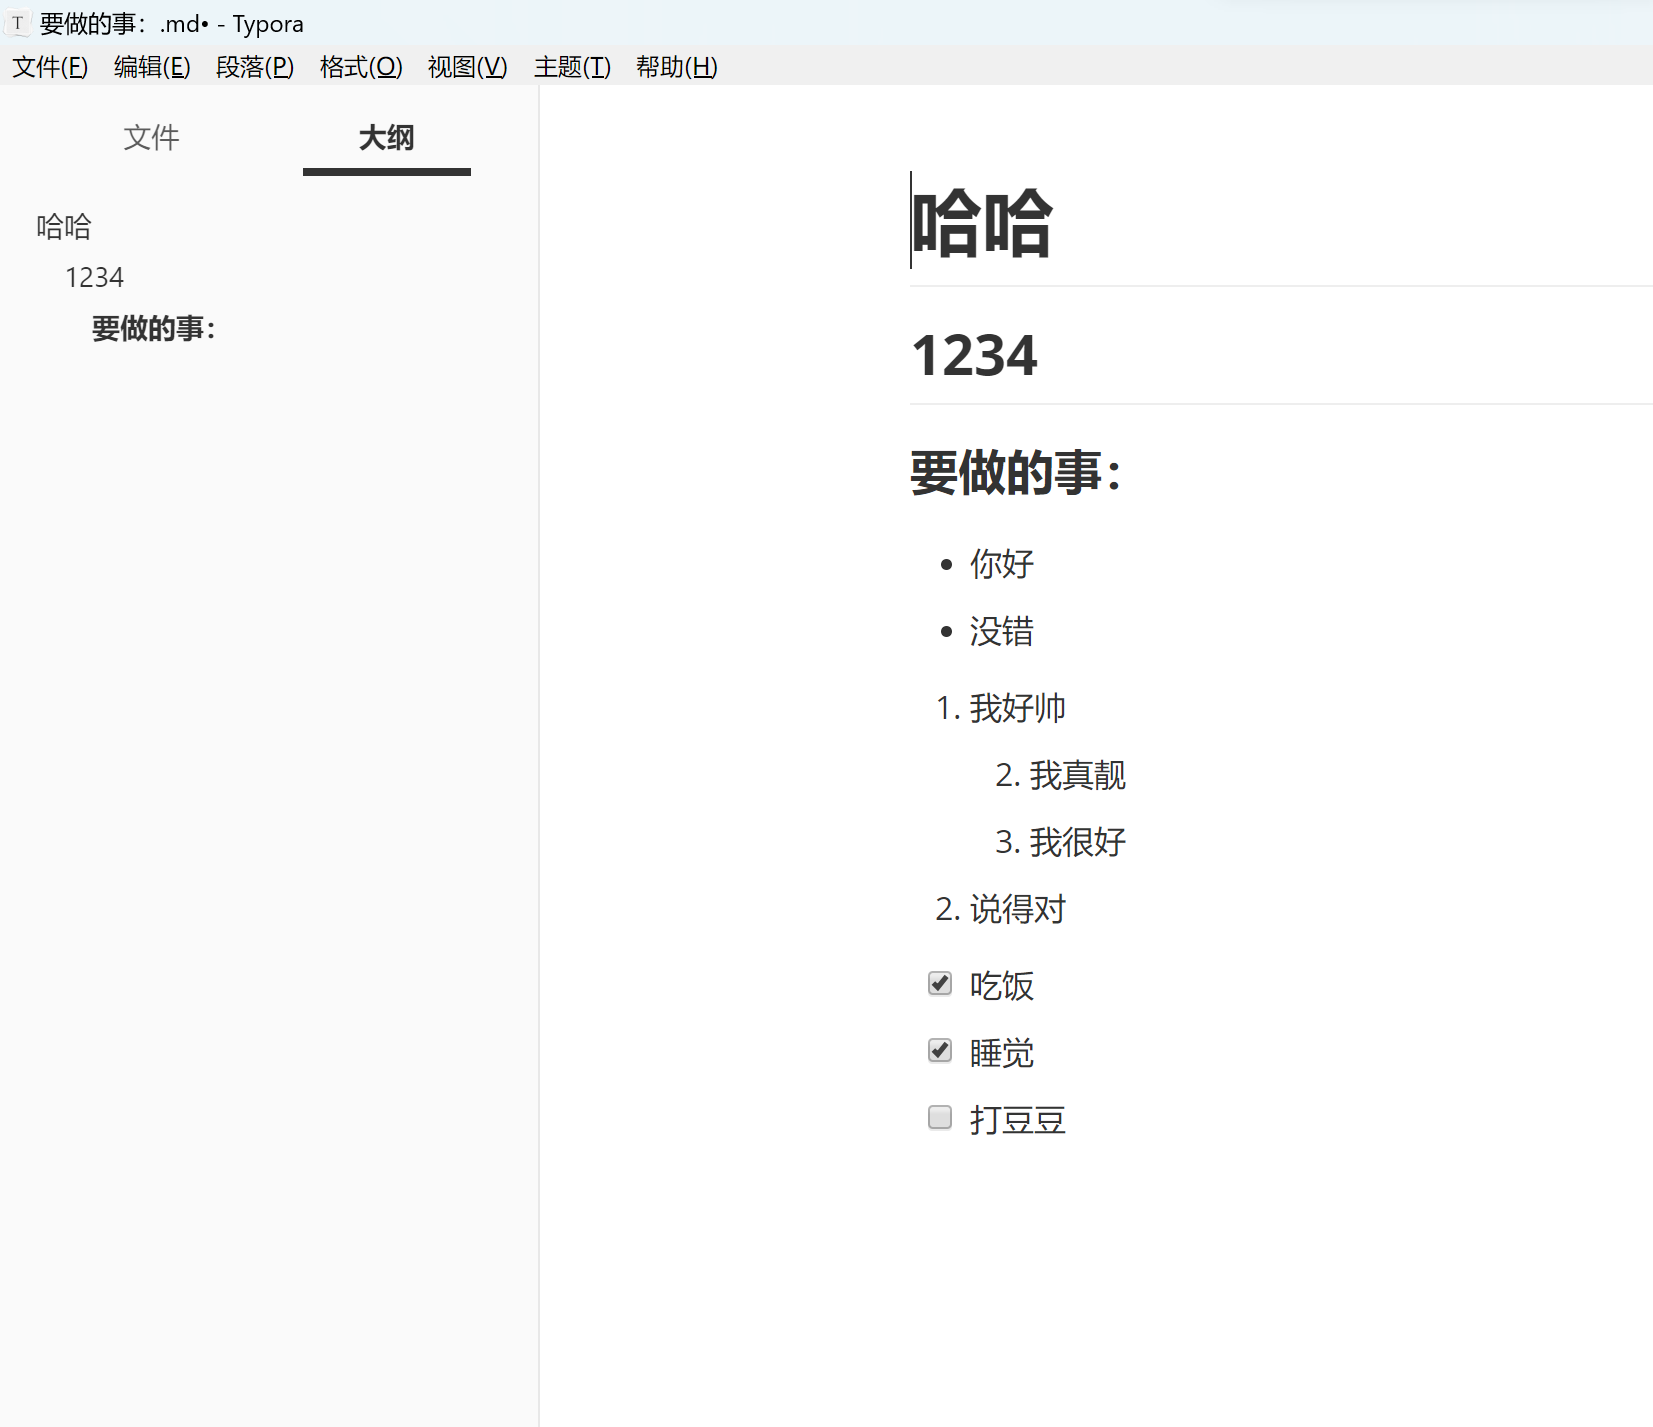 要做的事：.md• - Typora
文件(F) 编辑(E) 段落(P) 格式(O) 视图(V) 主题(T) 帮助(H)
文件 大纲
哈哈
1234
要做的事：
哈哈
1234
要做的事：
• 你好
• 没错
1. 我好帅
2. 我真靓
3. 我很好
2. 说得对
吃饭
睡觉
打豆豆